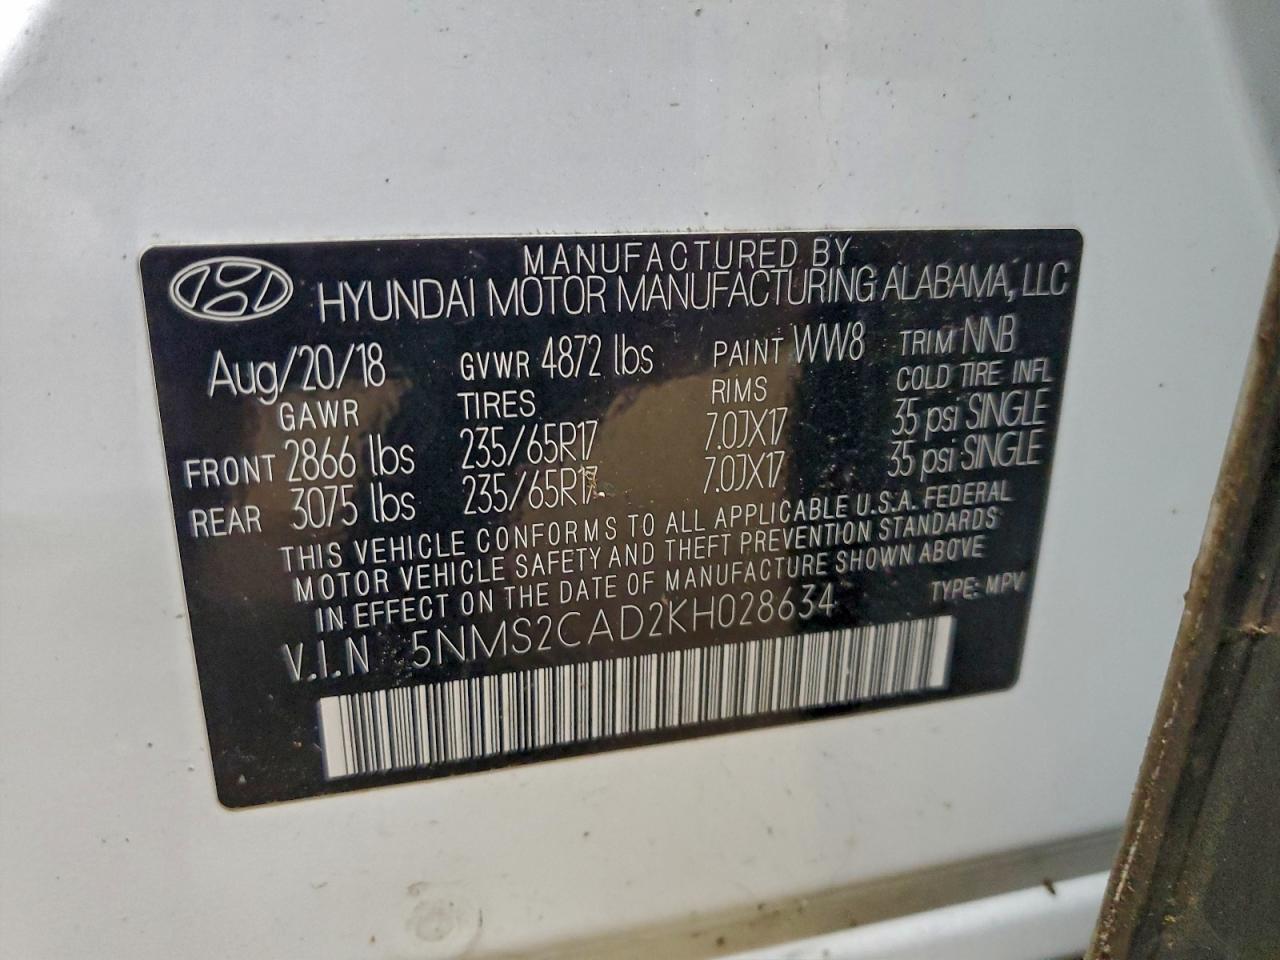 MANUFACTURED BY
HYUNDAI MOTOR MANUFACTURING ALABAMA, LLC
Aug/20/18 GVWR 4872 lbs PAINT WW8 TRIM NNB
GAWR TIRES RIMS COLD TIRE INFL
FRONT 2866 lbs 235/65R17 7.0JX17 35 psi SINGLE
REAR 3075 lbs 235/65R17 7.0JX17 35 psi SINGLE
THIS VEHICLE CONFORMS TO ALL APPLICABLE U.S.A. FEDERAL
MOTOR VEHICLE SAFETY AND THEFT PREVENTION STANDARDS
IN EFFECT ON THE DATE OF MANUFACTURE SHOWN ABOVE
V.I.N 5NMS2CAD2KH028634 TYPE: MPV